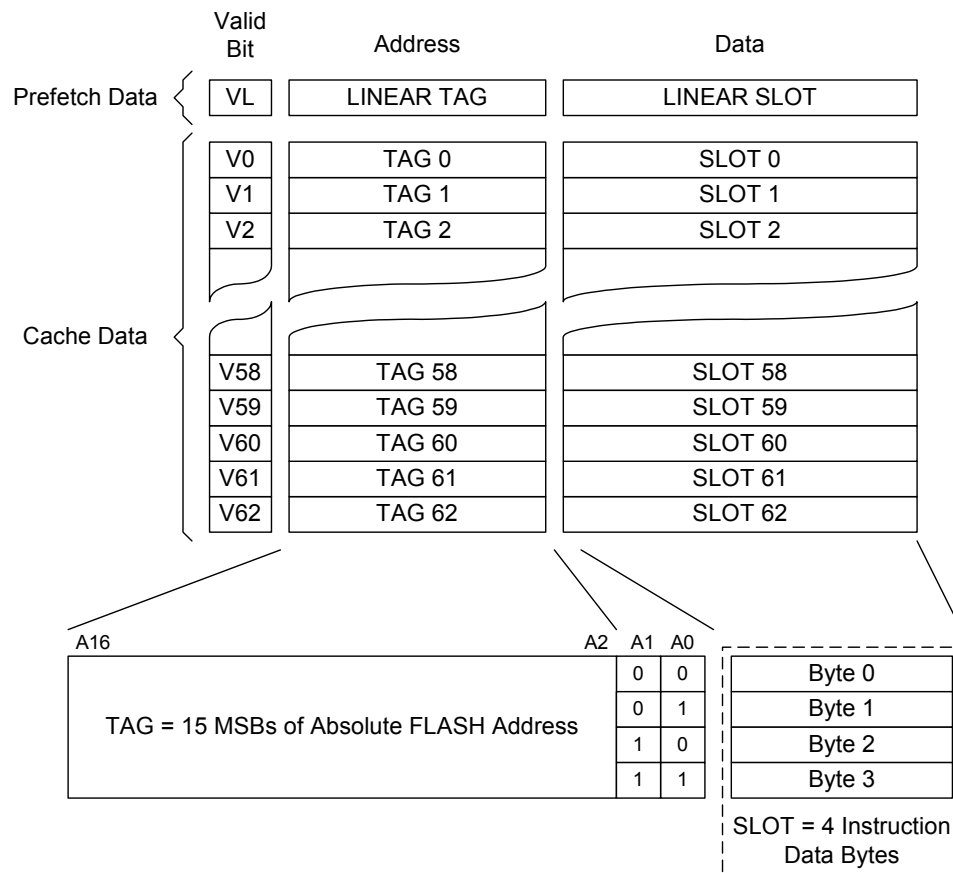 Valid
Bit
Address
Data
Prefetch Data
VL
LINEAR TAG
LINEAR SLOT
Cache Data
V0
TAG 0
SLOT 0
V1
TAG 1
SLOT 1
V2
TAG 2
SLOT 2
V58
TAG 58
SLOT 58
V59
TAG 59
SLOT 59
V60
TAG 60
SLOT 60
V61
TAG 61
SLOT 61
V62
TAG 62
SLOT 62
A16
A2
A1
A0
TAG = 15 MSBs of Absolute FLASH Address
0 0
Byte 0
0 1
Byte 1
1 0
Byte 2
1 1
Byte 3
SLOT = 4 Instruction
Data Bytes